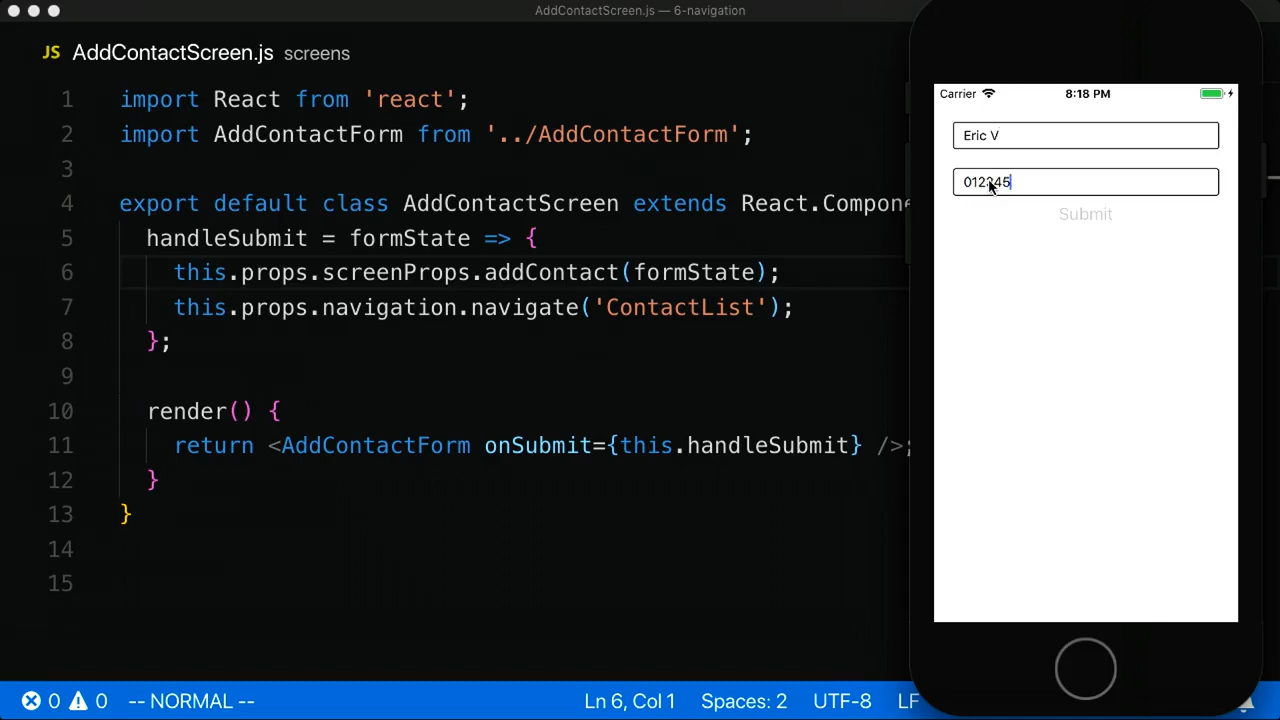 AddContactScreen.js — 6-navigation
JS AddContactScreen.js screens
1 import React from 'react';
2 import AddContactForm from '../AddContactForm';
3
4 export default class AddContactScreen extends React.Compone
5 handleSubmit = formState => {
6 this.props.screenProps.addContact(formState);
7 this.props.navigation.navigate('ContactList');
8 };
9
10 render() {
11 return <AddContactForm onSubmit={this.handleSubmit} />;
12 }
13 }
14
15
0 0 -- NORMAL -- Ln 6, Col 1 Spaces: 2 UTF-8 LF
Carrier 8:18 PM
Eric V
012345
Submit